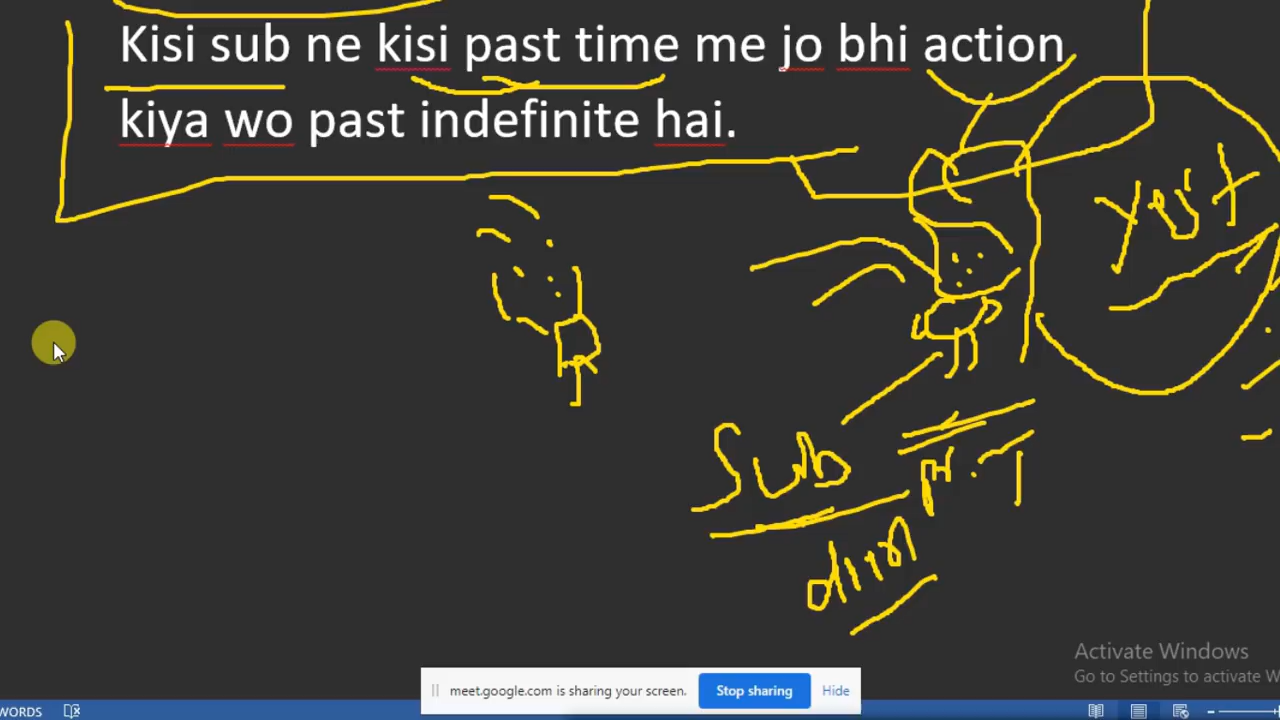 Kisi sub ne kisi past time me jo bhi action
kiya wo past indefinite hai.
Yest
Sub
P.T
Activate Windows
Go to Settings to activate W
meet.google.com is sharing your screen.
Stop sharing
Hide
WORDS